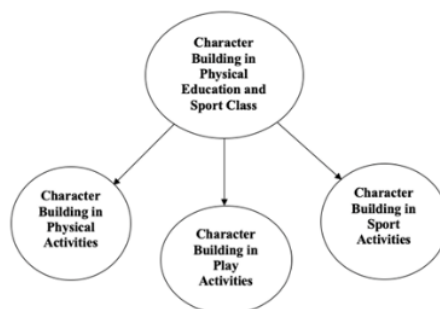 Character
Building in
Physical
Education and
Sport Class
Character
Building in
Physical
Activities
Character
Building in
Play
Activities
Character
Building in
Sport
Activities